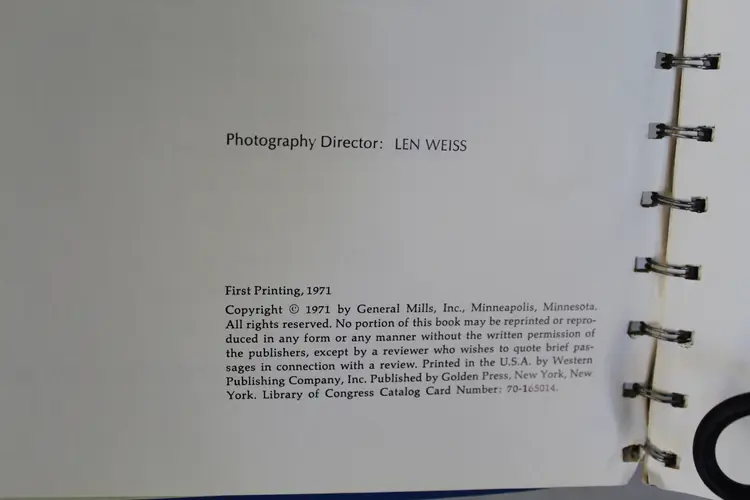 Photography Director: LEN WEISS
First Printing, 1971
Copyright © 1971 by General Mills, Inc., Minneapolis, Minnesota.
All rights reserved. No portion of this book may be reprinted or repro-
duced in any form or any manner without the written permission of
the publishers, except by a reviewer who wishes to quote brief pas-
sages in connection with a review. Printed in the U.S.A. by Western
Publishing Company, Inc. Published by Golden Press, New York, New
York. Library of Congress Catalog Card Number: 70-165014.